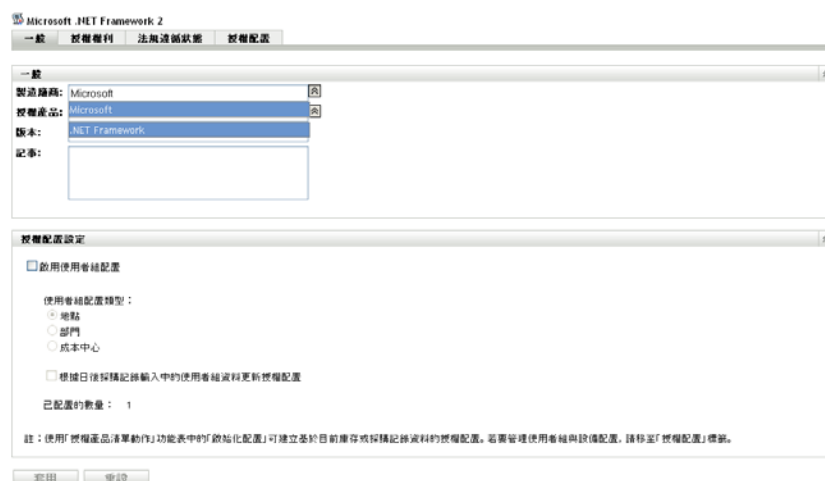 Microsoft .NET Framework 2
一般 授權權利 法規遵循狀態 授權配置
一般
製造廠商: Microsoft
授權產品: Microsoft
版本: .NET Framework
記事:
授權配置設定
啟用使用者組配置
使用者組配置類型：
地點
部門
成本中心
根據日後採購記錄輸入中的使用者組資料更新授權配置
已配置的數量： 1
註：使用「授權產品清單動作」功能表中的「啟始化配置」可建立基於目前庫存或採購記錄資料的授權配置。若要管理使用者組與設備配置，請移至「授權配置」標籤。
套用 重設